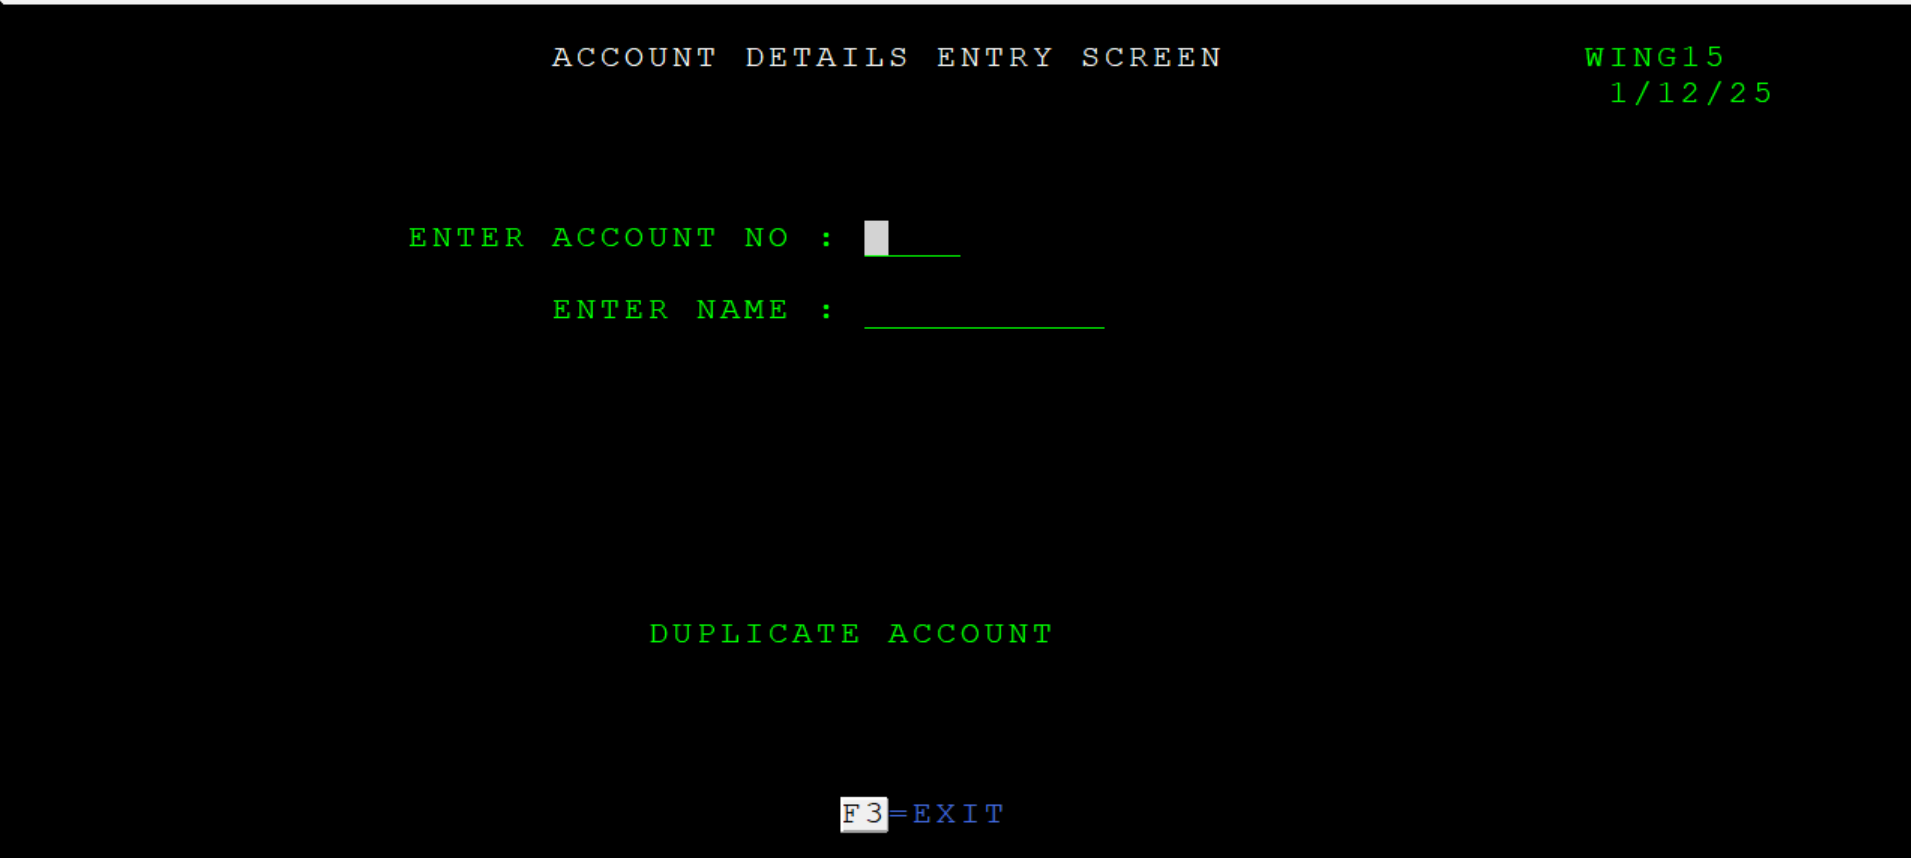 ACCOUNT DETAILS ENTRY SCREEN WING15
1/12/25
ENTER ACCOUNT NO :
ENTER NAME :
DUPLICATE ACCOUNT
F3=EXIT